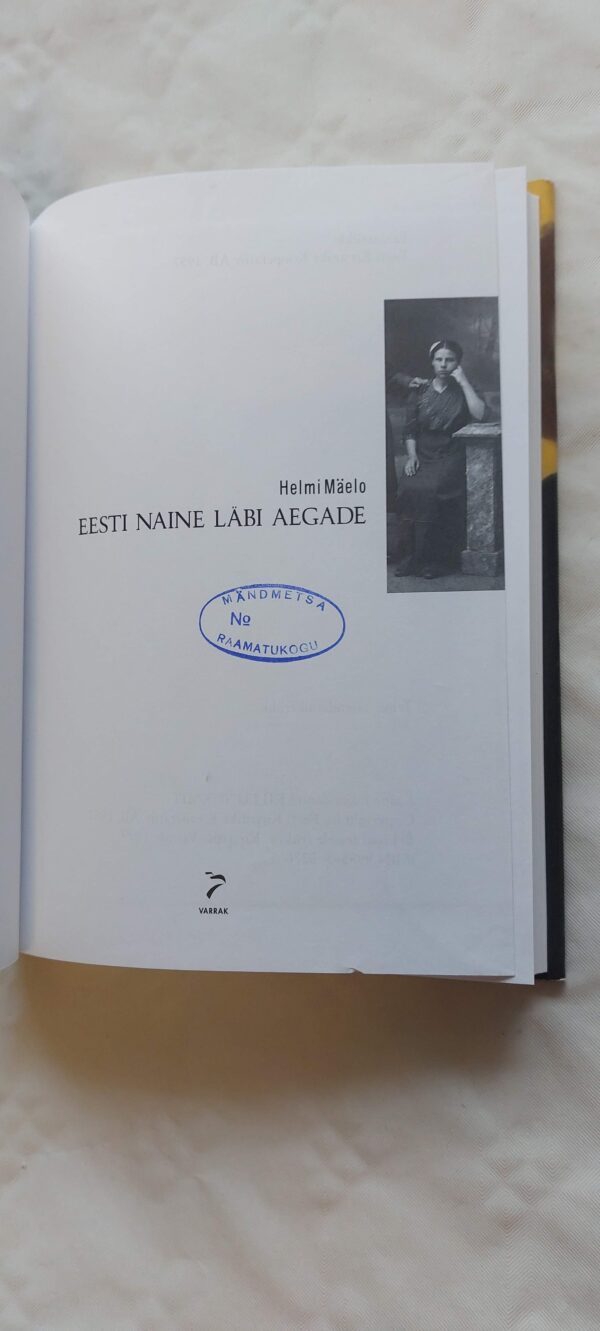 Helmi Mäelo
EESTI NAINE LÄBI AEGADE
MÄNDMETSA
No
RAAMATUKOGU
VARRAK